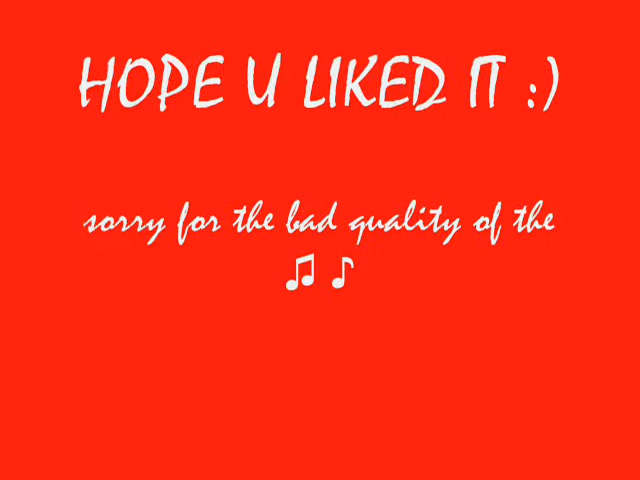 HOPE U LIKED IT :)
sorry for the bad quality of the
♫ ♪